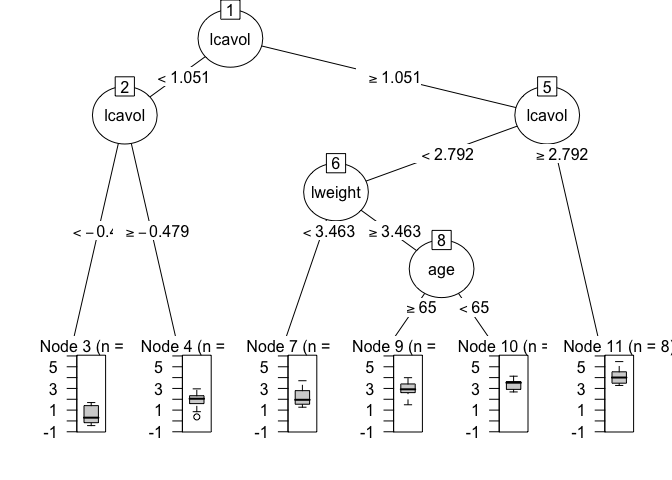 1
lcavol
< 1.051
≥ 1.051
2
lcavol
5
lcavol
< 2.792
≥ 2.792
6
lweight
< −0.4
≥ −0.479
< 3.463
≥ 3.463
8
age
≥ 65
< 65
Node 3 (n =
Node 4 (n =
Node 7 (n =
Node 9 (n =
Node 10 (n =
Node 11 (n = 8)
5 5 5 5 5 5
3 3 3 3 3 3
1 1 1 1 1 1
-1 -1 -1 -1 -1 -1